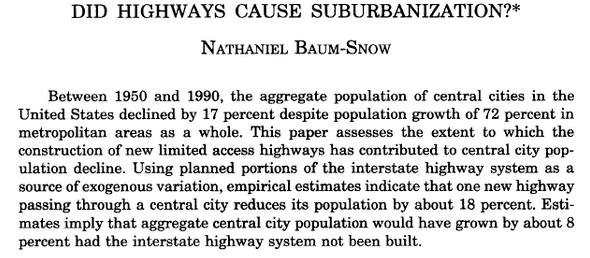 DID HIGHWAYS CAUSE SUBURBANIZATION?*
NATHANIEL BAUM-SNOW
Between 1950 and 1990, the aggregate population of central cities in the
United States declined by 17 percent despite population growth of 72 percent in
metropolitan areas as a whole. This paper assesses the extent to which the
construction of new limited access highways has contributed to central city pop-
ulation decline. Using planned portions of the interstate highway system as a
source of exogenous variation, empirical estimates indicate that one new highway
passing through a central city reduces its population by about 18 percent. Esti-
mates imply that aggregate central city population would have grown by about 8
percent had the interstate highway system not been built.